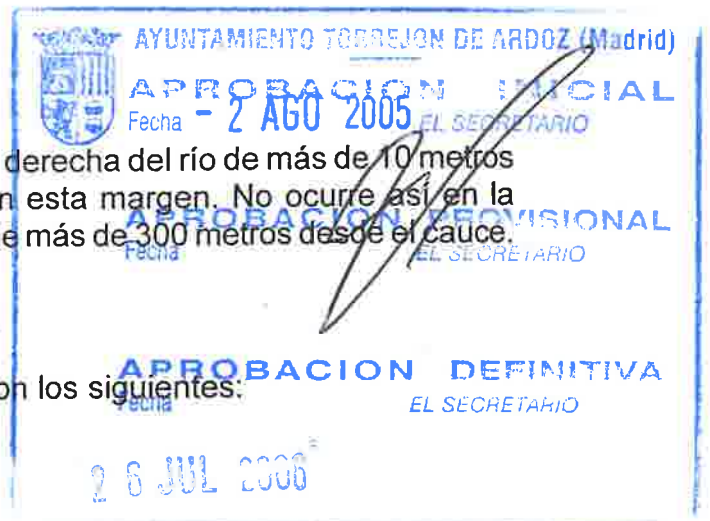 AYUNTAMIENTO TORREJON DE ARDOZ (Madrid)
APROBACION INICIAL
Fecha - 2 AGO 2005 EL SECRETARIO
derecha del río de más de 10 metros
n esta margen. No ocurre así en la
APROBACION PROVISIONAL
e más de 300 metros desde el cauce.
Fecha EL SECRETARIO
APROBACION DEFINITIVA
on los siguientes:
Fecha EL SECRETARIO
2 6 JUL 2006